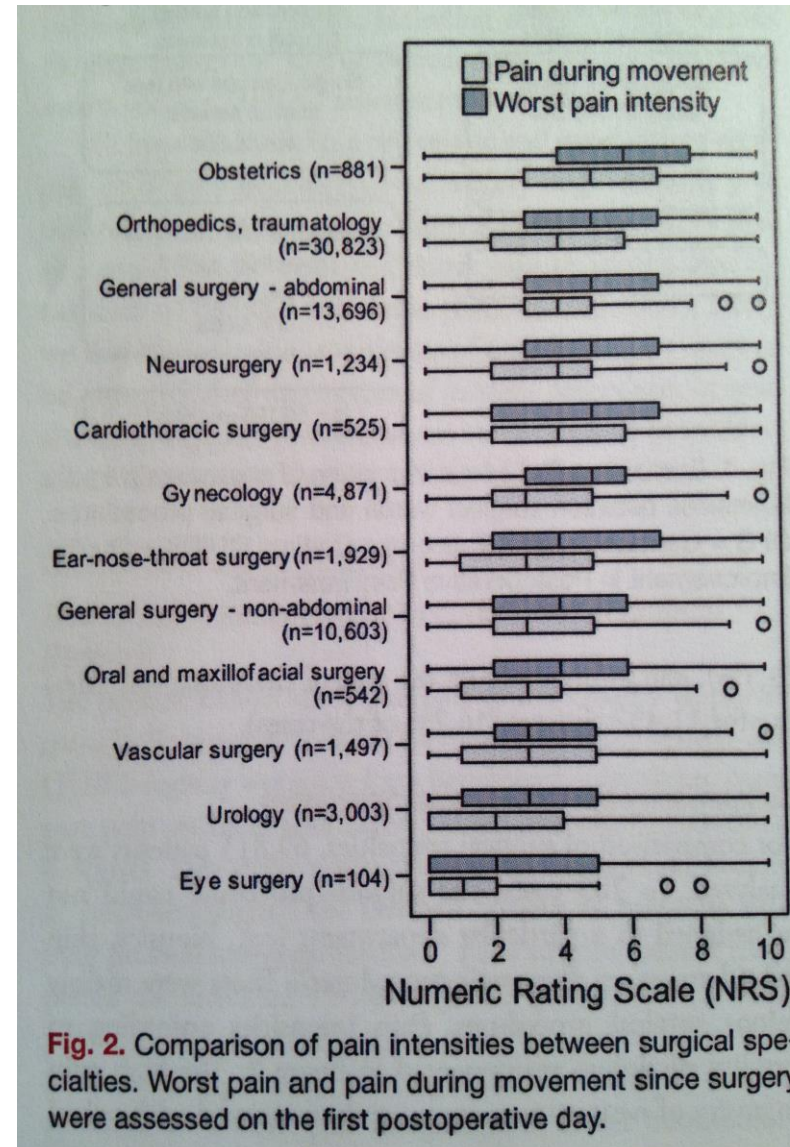 Pain during movement
Worst pain intensity
Obstetrics (n=881)
Orthopedics, traumatology
(n=30,823)
General surgery - abdominal
(n=13,696)
Neurosurgery (n=1,234)
Cardiothoracic surgery (n=525)
Gynecology (n=4,871)
Ear-nose-throat surgery (n=1,929)
General surgery - non-abdominal
(n=10,603)
Oral and maxillofacial surgery
(n=542)
Vascular surgery (n=1,497)
Urology (n=3,003)
Eye surgery (n=104)
0 2 4 6 8 10
Numeric Rating Scale (NRS)
Fig. 2. Comparison of pain intensities between surgical spe-
cialties. Worst pain and pain during movement since surgery
were assessed on the first postoperative day.